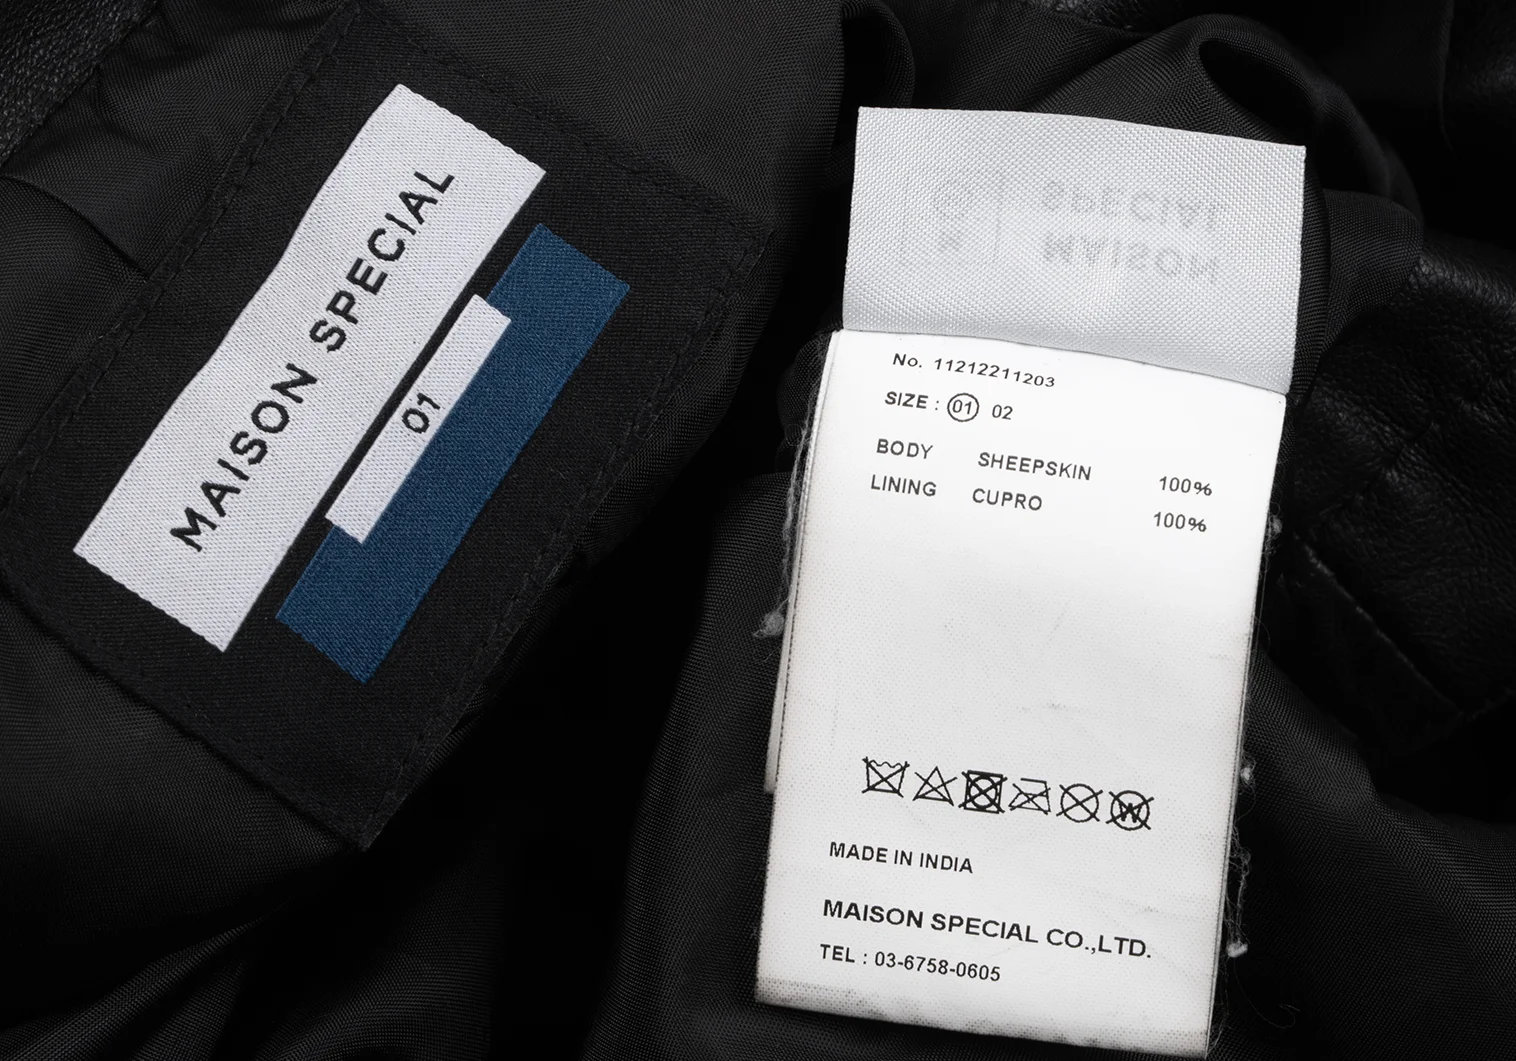 MAISON SPECIAL
01
SPECIAL
MAISON
No. 11212211203
SIZE : 01 02
BODY SHEEPSKIN 100%
LINING CUPRO 100%
W
MADE IN INDIA
MAISON SPECIAL CO.,LTD.
TEL : 03-6758-0605